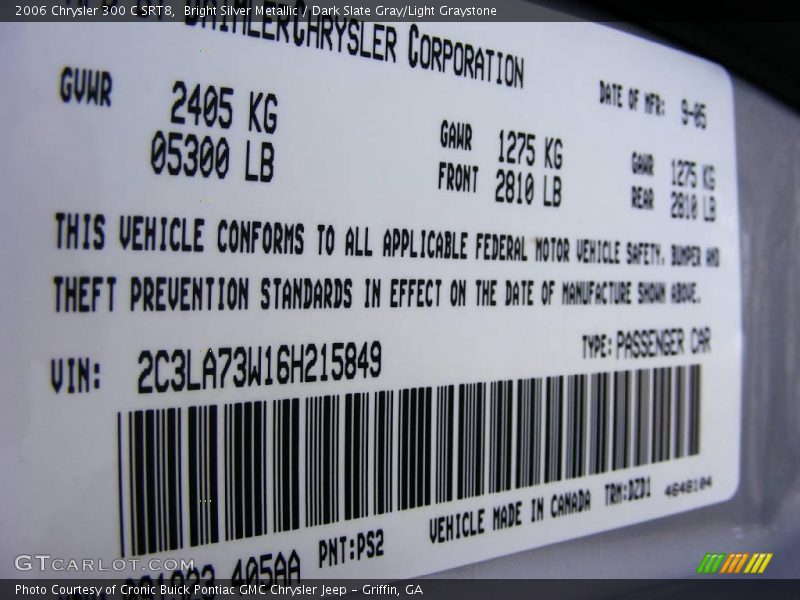 2006 Chrysler 300 C SRT8, Bright Silver Metallic / Dark Slate Gray/Light Graystone
DAIMLERCHRYSLER CORPORATION
GVWR 2405 KG
05300 LB
DATE OF MFR: 9-05
GAWR 1275 KG
FRONT 2810 LB
GAWR 1275 KG
REAR 2810 LB
THIS VEHICLE CONFORMS TO ALL APPLICABLE FEDERAL MOTOR VEHICLE SAFETY, BUMPER AND
THEFT PREVENTION STANDARDS IN EFFECT ON THE DATE OF MANUFACTURE SHOWN ABOVE.
VIN: 2C3LA73W16H215849
TYPE: PASSENGER CAR
405AA PNT:PS2 VEHICLE MADE IN CANADA TRM:DZD1 4648104
GTCARLOT.COM
Photo Courtesy of Cronic Buick Pontiac GMC Chrysler Jeep - Griffin, GA